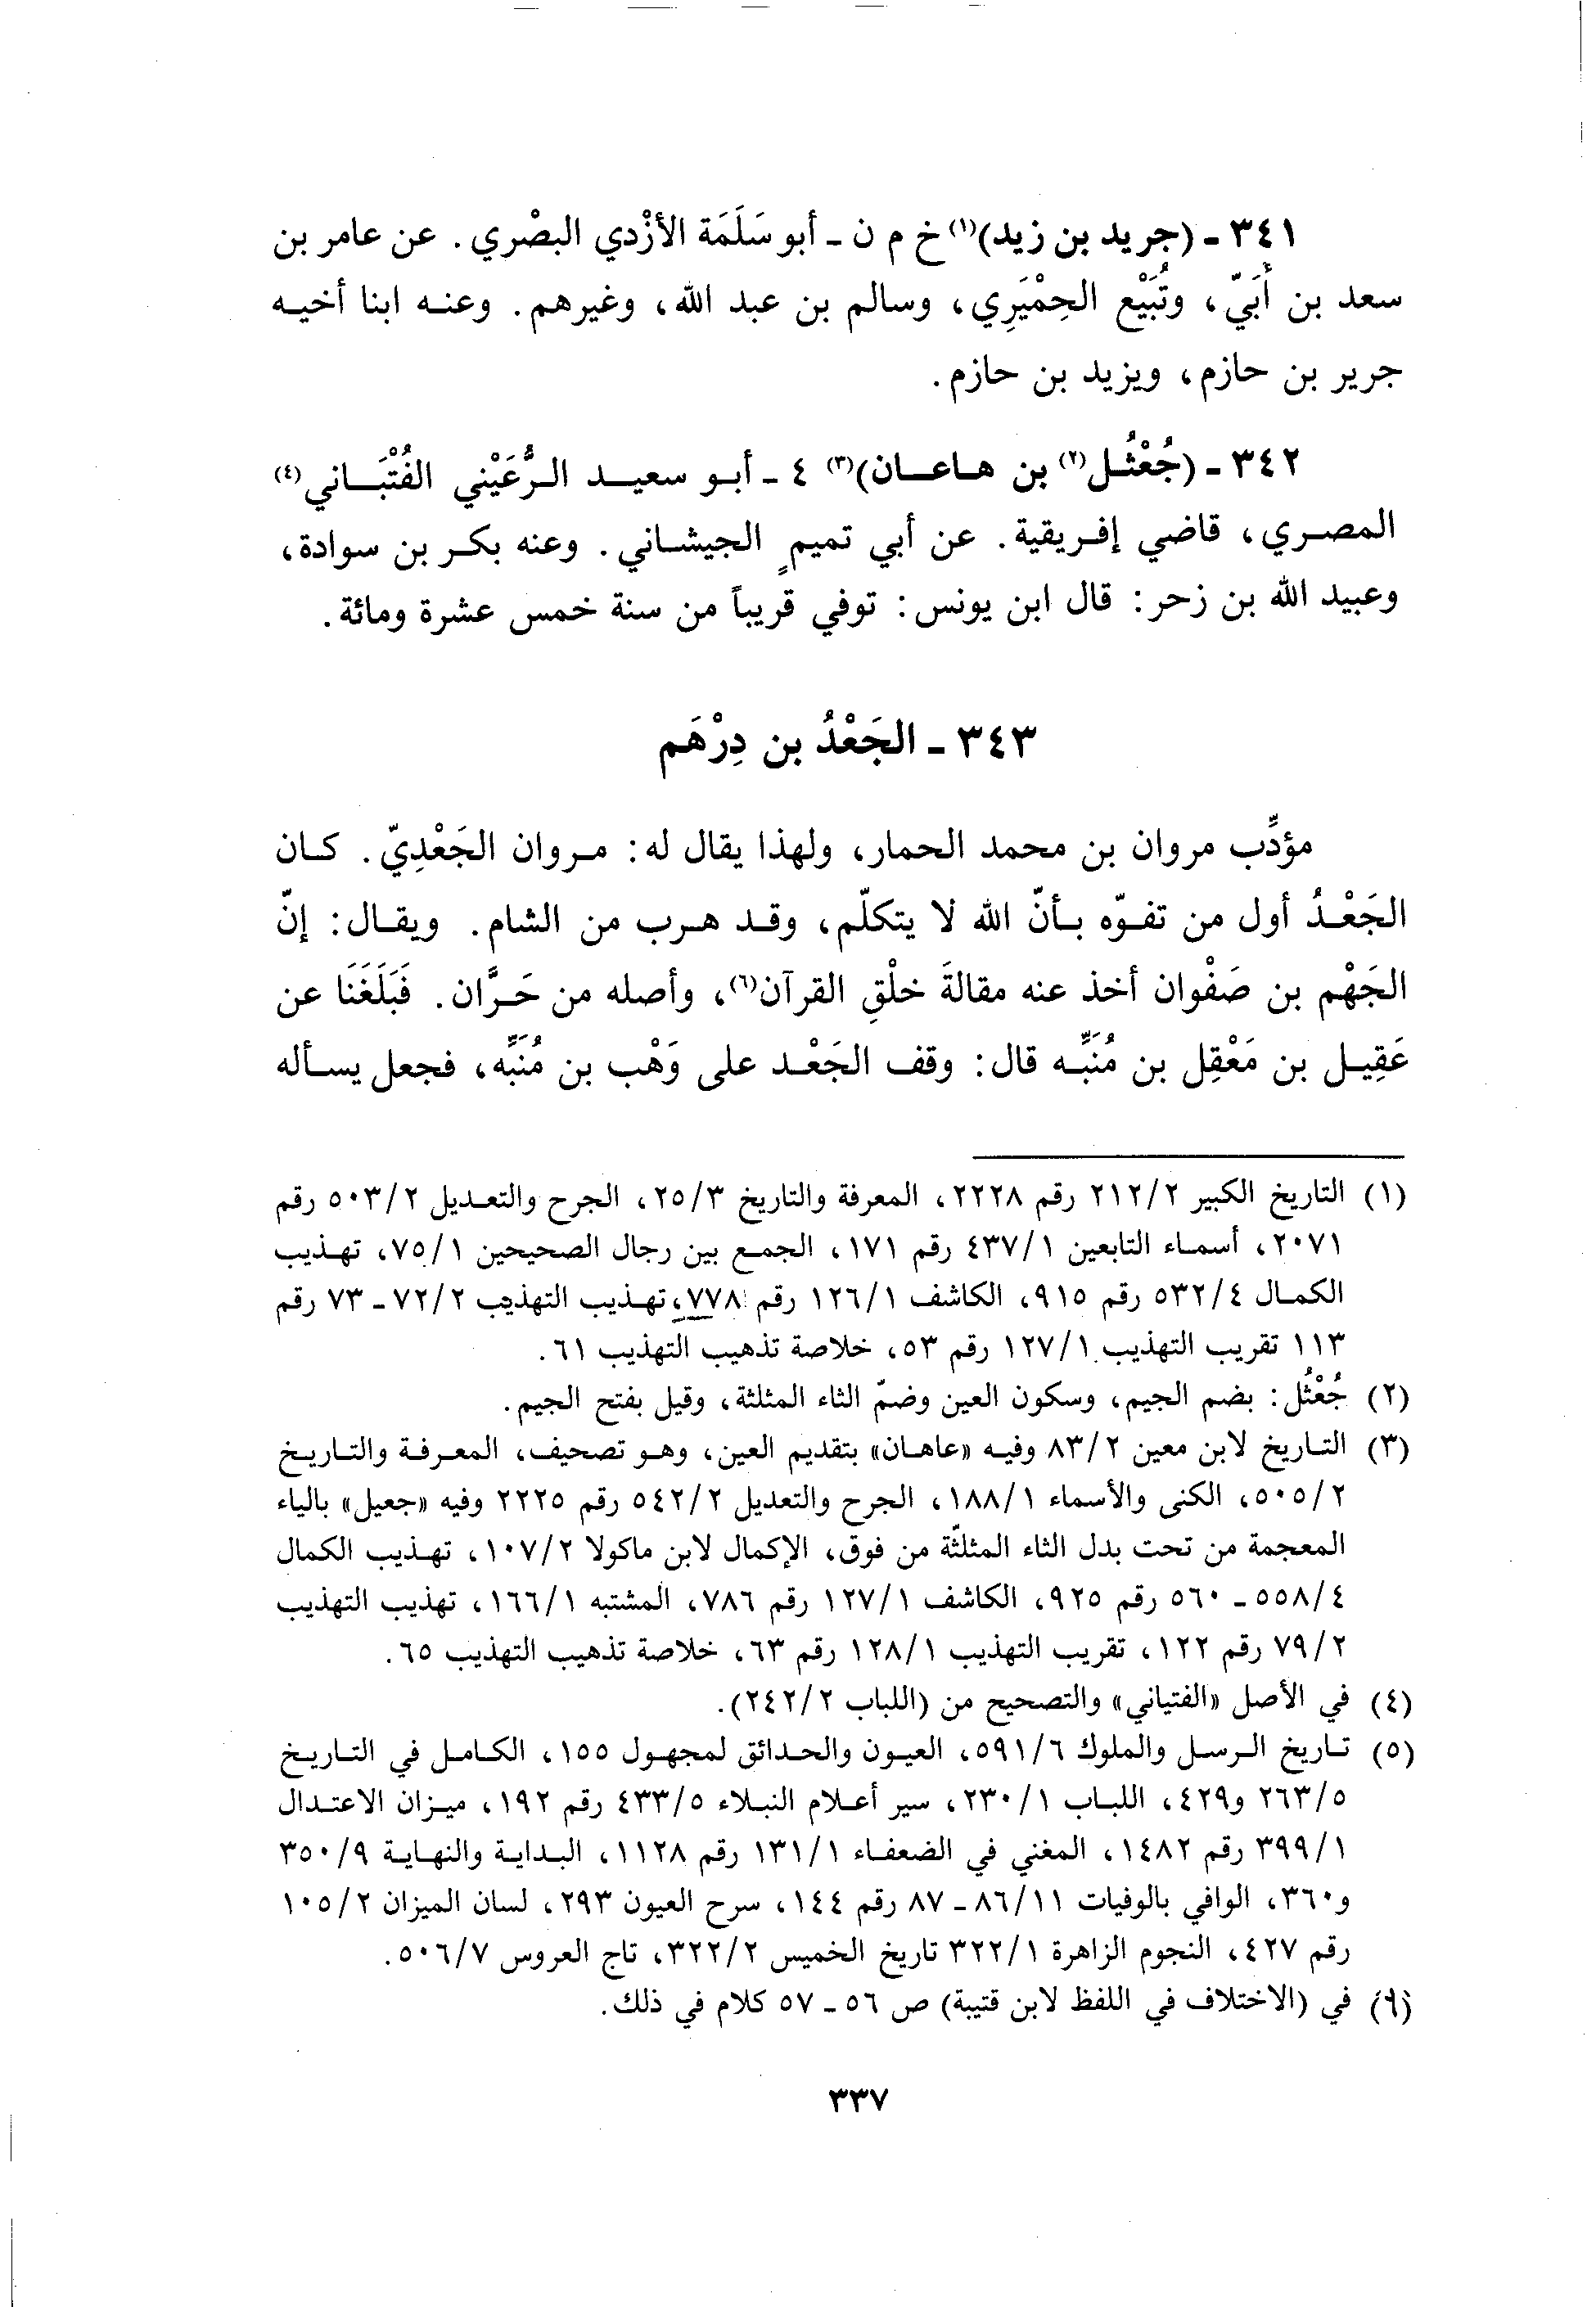 ٣٤١ - (جريد بن زيد)(١) خ م ن - أبو سَلَمَة الأزْدي البصْري. عن عامر بن
سعد بن أُبَيّ، وتُبَيْع الحِمْيَرِي، وسالم بن عبد الله، وغيرهم. وعنه ابنا أخيه
جرير بن حازم، ويزيد بن حازم.
٣٤٢ - (جُعْثُل(٢) بن هاعان)(٣) ٤ - أبو سعيد الرُّعَيْني الفُتْبَاني(٤)
المصري، قاضي إفريقية. عن أبي تميمٍ الجيشاني. وعنه بكر بن سوادة،
وعبيد الله بن زحر: قال ابن يونس: توفي قريباً من سنة خمس عشرة ومائة.
٣٤٣ - الجَعْدُ بن دِرْهَم
مؤدِّب مروان بن محمد الحمار، ولهذا يقال له: مروان الجَعْدِيّ. كان
الجَعْدُ أول من تفوّه بأنّ الله لا يتكلّم، وقد هرب من الشام. ويقال: إنّ
الجَهْم بن صَفْوان أخذ عنه مقالةَ خلْقِ القرآن(٦)، وأصله من حَرَّان. فَبَلَغَنَا عن
عَقِيل بن مَعْقِل بن مُنَبِّه قال: وقف الجَعْد على وَهْب بن مُنَبِّه، فجعل يسأله
(١) التاريخ الكبير ٢/ ٢١٢ رقم ٢٢٢٨، المعرفة والتاريخ ٣/ ٢٥، الجرح والتعديل ٢/ ٥٠٣ رقم
٢٠٧١، أسماء التابعين ١/ ٤٣٧ رقم ١٧١، الجمع بين رجال الصحيحين ١/ ٧٥، تهذيب
الكمال ٤/ ٥٣٢ رقم ٩١٥، الكاشف ١/ ١٢٦ رقم ٧٧٨، تهذيب التهذيب ٢/ ٧٢ - ٧٣ رقم
١١٣ تقريب التهذيب ١/ ١٢٧ رقم ٥٣، خلاصة تذهيب التهذيب ٦١.
(٢) جُعْثُل: بضم الجيم، وسكون العين وضمّ الثاء المثلثة، وقيل بفتح الجيم.
(٣) التاريخ لابن معين ٢/ ٨٣ وفيه «عاهان» بتقديم العين، وهو تصحيف، المعرفة والتاريخ
٢/ ٥٠٥، الكنى والأسماء ١/ ١٨٨، الجرح والتعديل ٢/ ٥٤٢ رقم ٢٢٢٥ وفيه «جعيل» بالياء
المعجمة من تحت بدل الثاء المثلثّة من فوق، الإكمال لابن ماكولا ٢/ ١٠٧، تهذيب الكمال
٤/ ٥٥٨ - ٥٦٠ رقم ٩٢٥، الكاشف ١/ ١٢٧ رقم ٧٨٦، المشتبه ١/ ١٦٦، تهذيب التهذيب
٢/ ٧٩ رقم ١٢٢، تقريب التهذيب ١/ ١٢٨ رقم ٦٣، خلاصة تذهيب التهذيب ٦٥.
(٤) في الأصل «الفتياني» والتصحيح من (اللباب ٢/ ٢٤٢).
(٥) تاريخ الرسل والملوك ٦/ ٥٩١، العيون والحدائق لمجهول ١٥٥، الكامل في التاريخ
٥/ ٢٦٣ و٤٢٩، اللباب ١/ ٢٣٠، سير أعلام النبلاء ٥/ ٤٣٣ رقم ١٩٢، ميزان الاعتدال
١/ ٣٩٩ رقم ١٤٨٢، المغني في الضعفاء ١/ ١٣١ رقم ١١٢٨، البداية والنهاية ٩/ ٣٥٠
و٣٦٠، الوافي بالوفيات ١١/ ٨٦ - ٨٧ رقم ١٤٤، سرح العيون ٢٩٣، لسان الميزان ٢/ ١٠٥
رقم ٤٢٧، النجوم الزاهرة ١/ ٣٢٢ تاريخ الخميس ٢/ ٣٢٢، تاج العروس ٧/ ٥٠٦.
(٦) في (الاختلاف في اللفظ لابن قتيبة) ص ٥٦ - ٥٧ كلام في ذلك.
٣٣٧